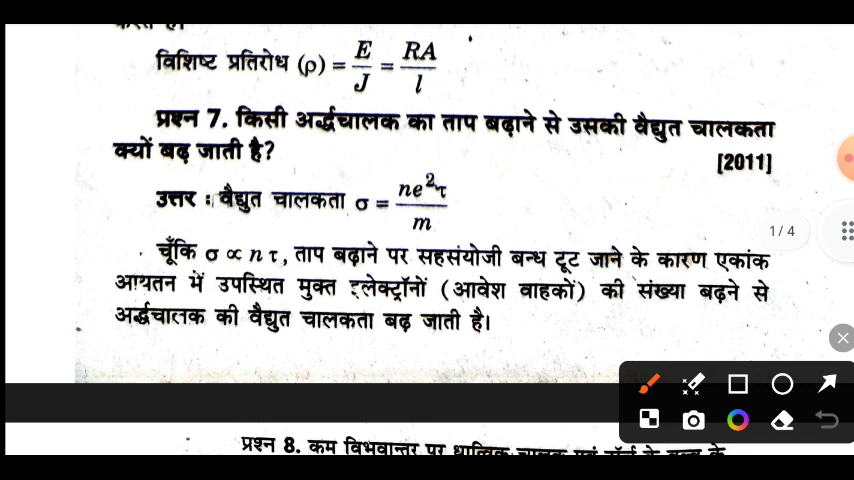 विशिष्ट प्रतिरोध (ρ) = E/J = RA/l
प्रश्न 7. किसी अर्द्धचालक का ताप बढ़ाने से उसकी वैद्युत चालकता
क्यों बढ़ जाती है? [2011]
उत्तर : वैद्युत चालकता σ = ne²τ/m
चूँकि σ ∝ n τ, ताप बढ़ाने पर सहसंयोजी बन्ध टूट जाने के कारण एकांक
आयतन में उपस्थित मुक्त इलेक्ट्रॉनों (आवेश वाहकों) की संख्या बढ़ने से
अर्द्धचालक की वैद्युत चालकता बढ़ जाती है।
1 / 4
प्रश्न 8. कम विभवान्तर पर धात्विक चालक एवं